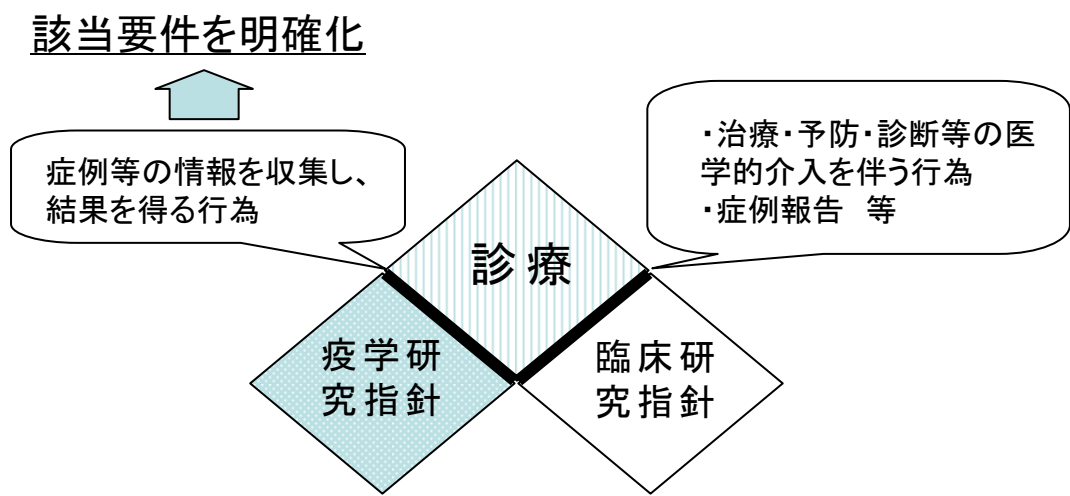 該当要件を明確化
症例等の情報を収集し、
結果を得る行為
・治療・予防・診断等の医
学的介入を伴う行為
・症例報告　等
診療
疫学研
究指針
臨床研
究指針